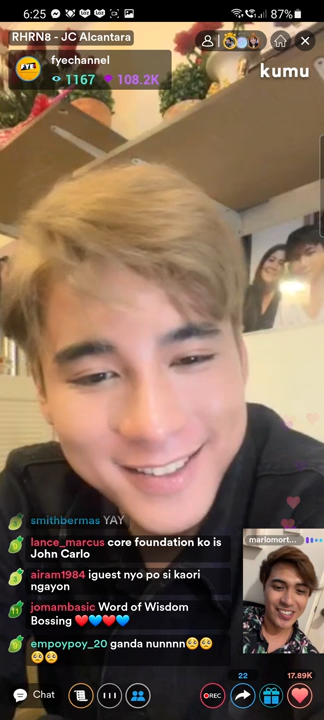 6:25
87%
RHRN8 - JC Alcantara
FYE
fyechannel
1167 108.2K
kumu
smithbermas YAY
lance_marcus core foundation ko is
John Carlo
airam1984 iguest nyo po si kaori
ngayon
jomambasic Word of Wisdom
Bossing ❤️💙❤️💙
empoypoy_20 ganda nunnnn🥺🥺
🥺🥺
mariomort...
Chat
REC
22
17.89K